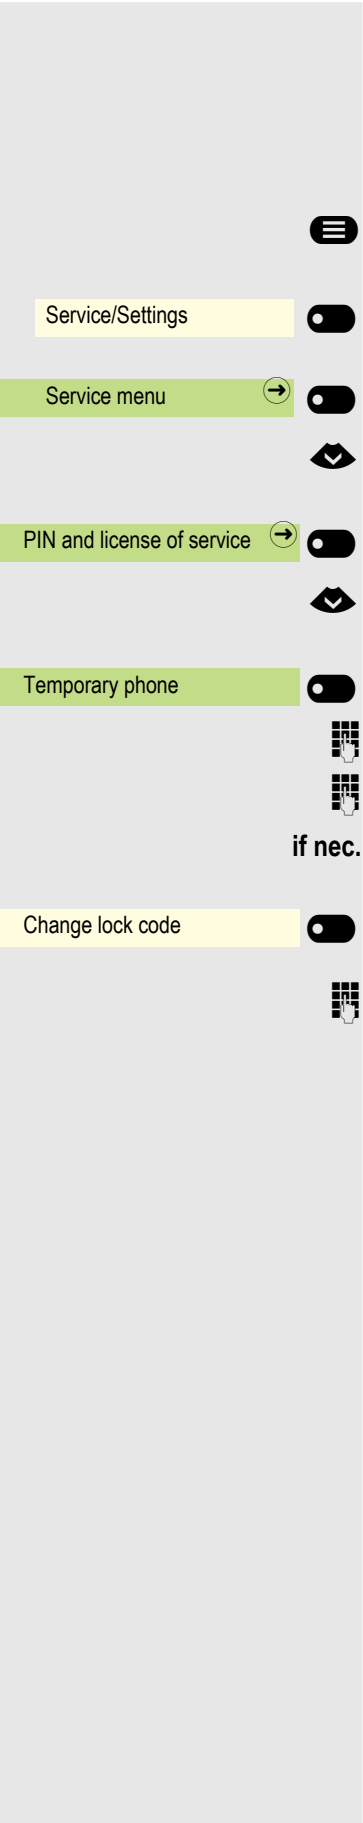 Service/Settings
Service menu
PIN and license of service
Temporary phone
if nec.
Change lock code